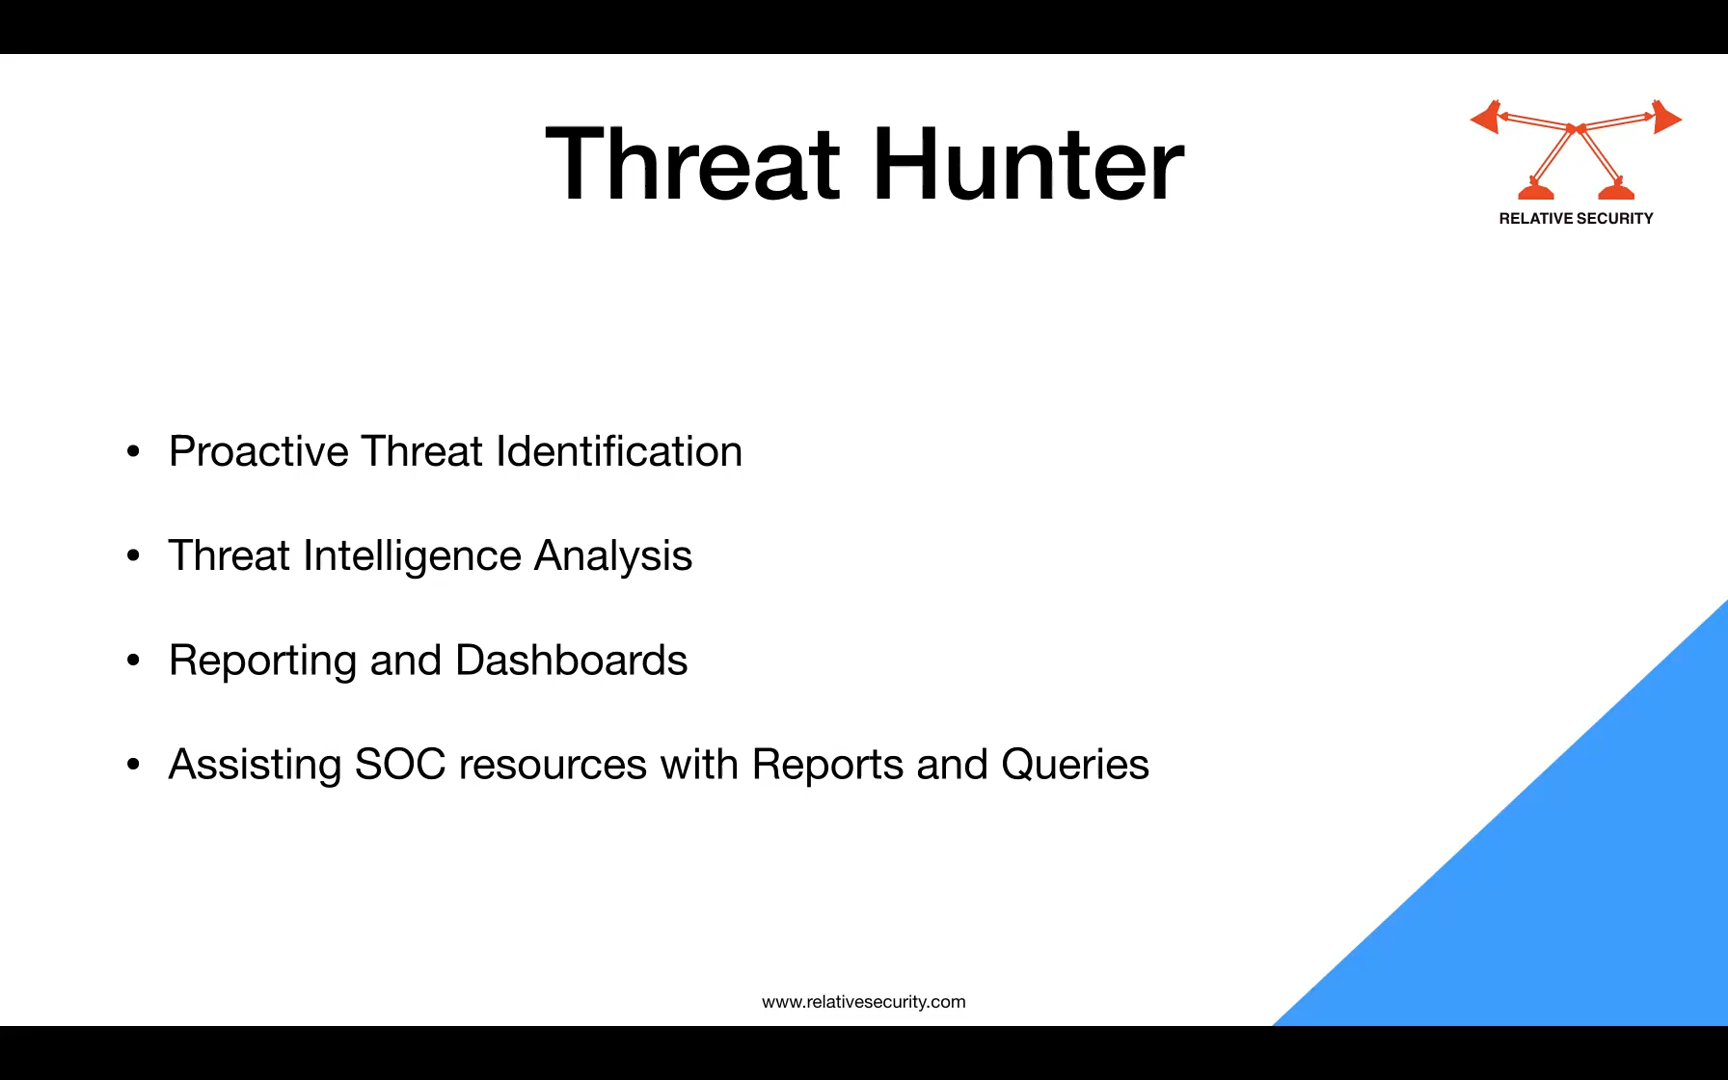 Threat Hunter
RELATIVE SECURITY
• Proactive Threat Identification
• Threat Intelligence Analysis
• Reporting and Dashboards
• Assisting SOC resources with Reports and Queries
www.relativesecurity.com